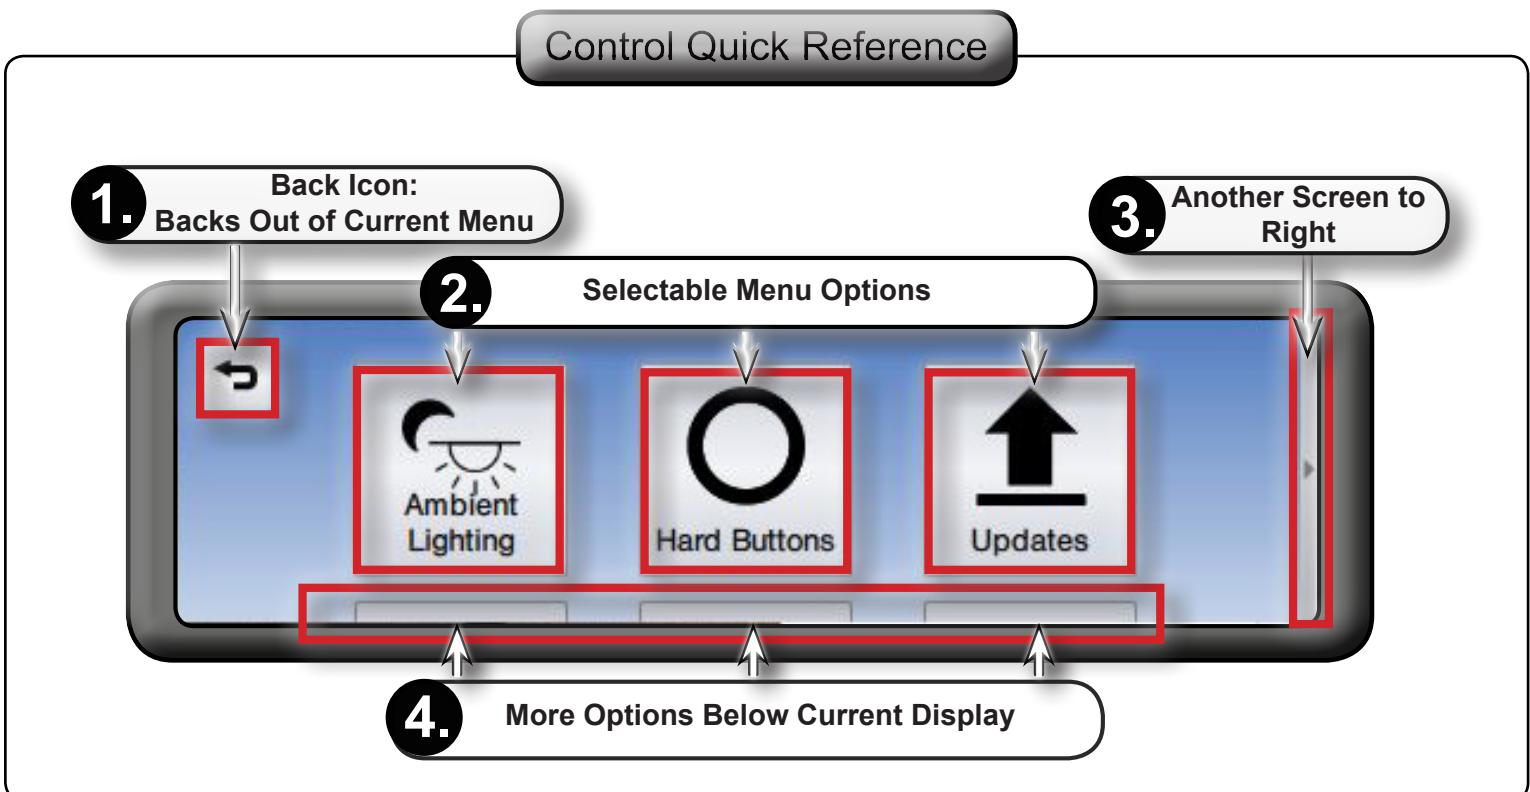 Control Quick Reference
1.
Back Icon:
Backs Out of Current Menu
3.
Another Screen to
Right
2.
Selectable Menu Options
Ambient
Lighting
Hard Buttons
Updates
4.
More Options Below Current Display